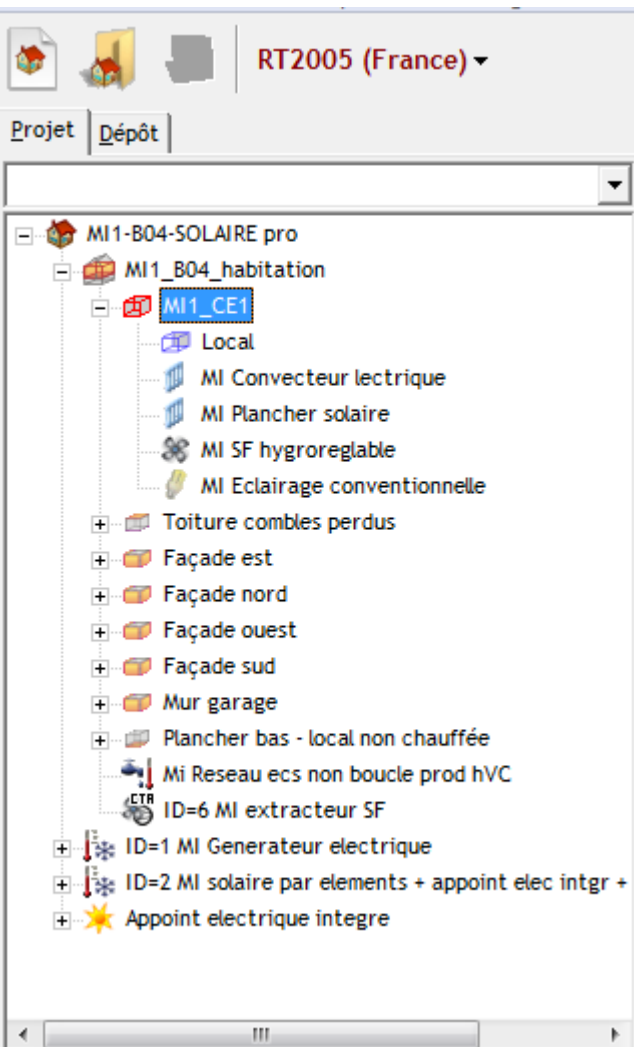 RT2005 (France)
Projet Dépôt
MI1-B04-SOLAIRE pro
MI1_B04_habitation
MI1_CE1
Local
MI Convecteur lectrique
MI Plancher solaire
MI SF hygroreglable
MI Eclairage conventionnelle
Toiture combles perdus
Façade est
Façade nord
Façade ouest
Façade sud
Mur garage
Plancher bas - local non chauffée
Mi Reseau ecs non boucle prod hVC
CTA
ID=6 MI extracteur SF
ID=1 MI Generateur electrique
ID=2 MI solaire par elements + appoint elec intgr +
Appoint electrique integre